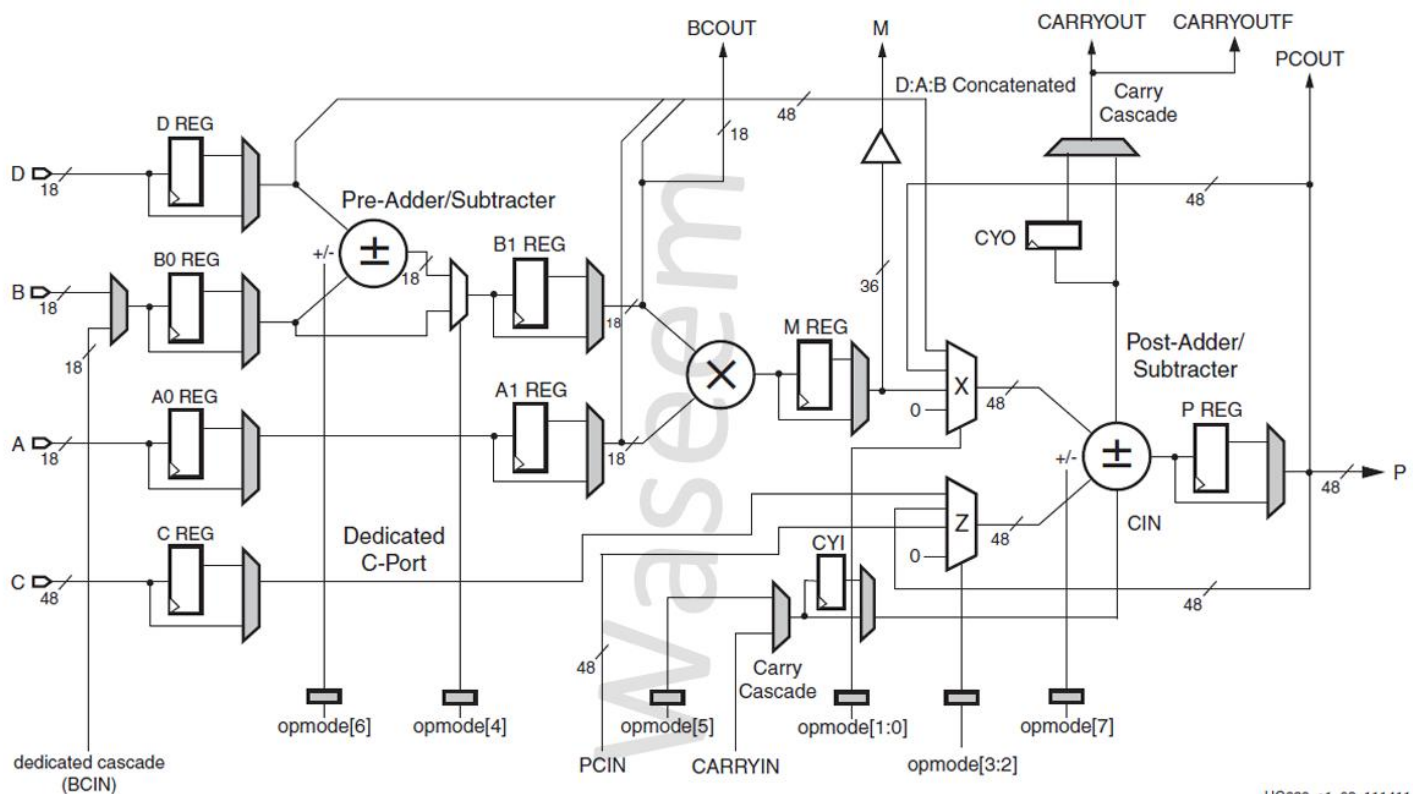 BCOUT
M
CARRYOUT
CARRYOUTF
PCOUT
D:A:B Concatenated
Carry
Cascade
48
18
D REG
D
18
Pre-Adder/Subtracter
+/-
±
18
B0 REG
B
18
18
B1 REG
18
48
CYO
36
M REG
×
X
0
48
Post-Adder/
Subtracter
P REG
+/-
±
48
P
CIN
A0 REG
A
18
A1 REG
18
C REG
C
48
Dedicated
C-Port
Z
0
48
CYI
48
48
Carry
Cascade
opmode[6]
opmode[4]
opmode[5]
opmode[1:0]
opmode[3:2]
opmode[7]
dedicated cascade
(BCIN)
PCIN
CARRYIN
Waseem